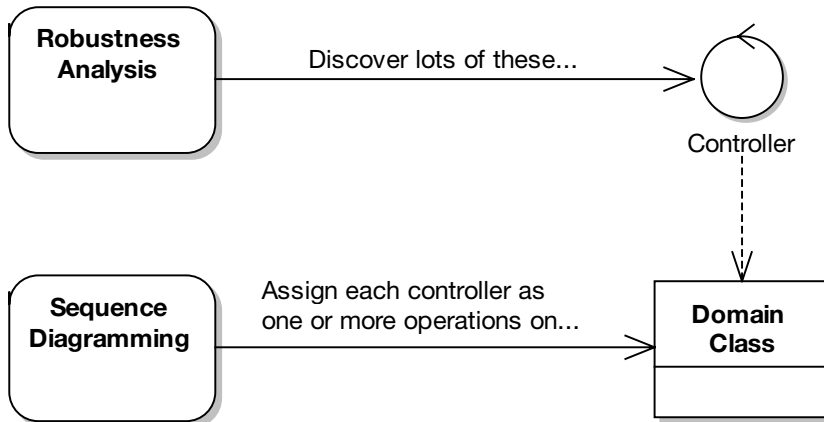 Robustness
Analysis
Discover lots of these...
Controller
Sequence
Diagramming
Assign each controller as
one or more operations on...
Domain
Class